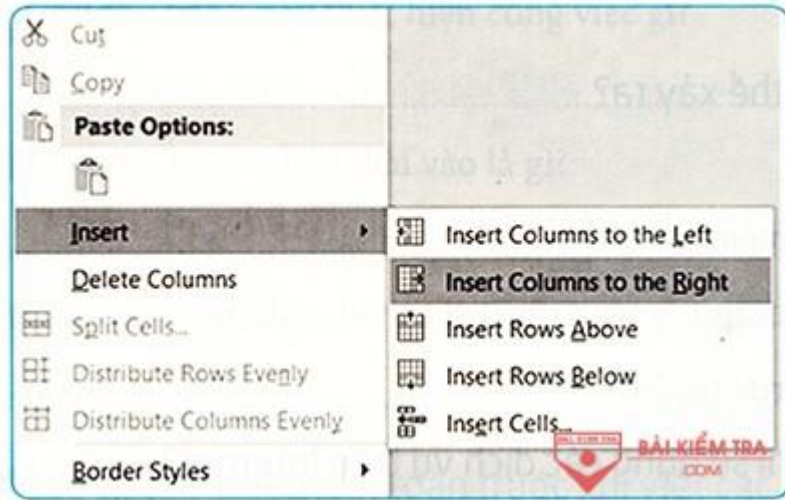 Cut
Copy
Paste Options:
Insert
Delete Columns
Split Cells...
Distribute Rows Evenly
Distribute Columns Evenly
Border Styles
Insert Columns to the Left
Insert Columns to the Right
Insert Rows Above
Insert Rows Below
Insert Cells...
BÀI KIỂM TRA
.COM